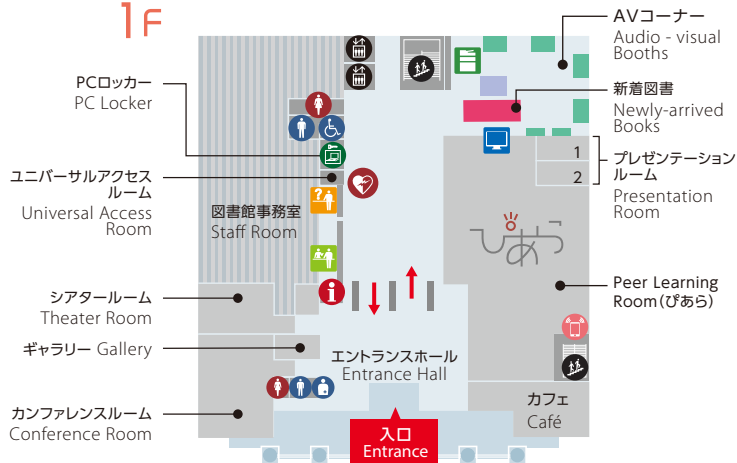 1F
PCロッカー
PC Locker
ユニバーサルアクセス
ルーム
Universal Access
Room
シアタールーム
Theater Room
ギャラリー Gallery
カンファレンスルーム
Conference Room
図書館事務室
Staff Room
?
i
エントランスホール
Entrance Hall
入口
Entrance
ぴあら
1
2
カフェ
Café
AVコーナー
Audio - visual
Booths
新着図書
Newly-arrived
Books
プレゼンテーション
ルーム
Presentation
Room
Peer Learning
Room(ぴあら)